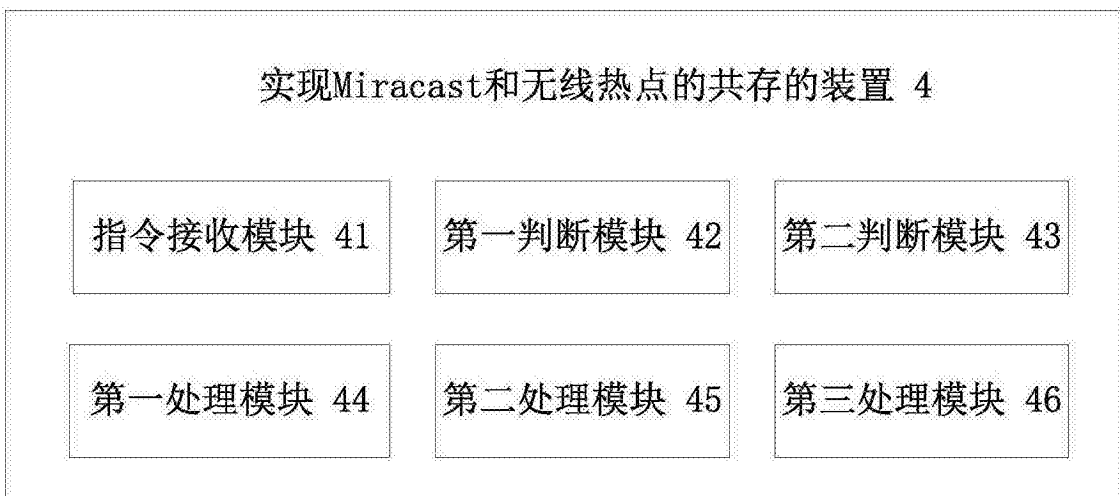 实现Miracast和无线热点的共存的装置 4
指令接收模块 41
第一判断模块 42
第二判断模块 43
第一处理模块 44
第二处理模块 45
第三处理模块 46